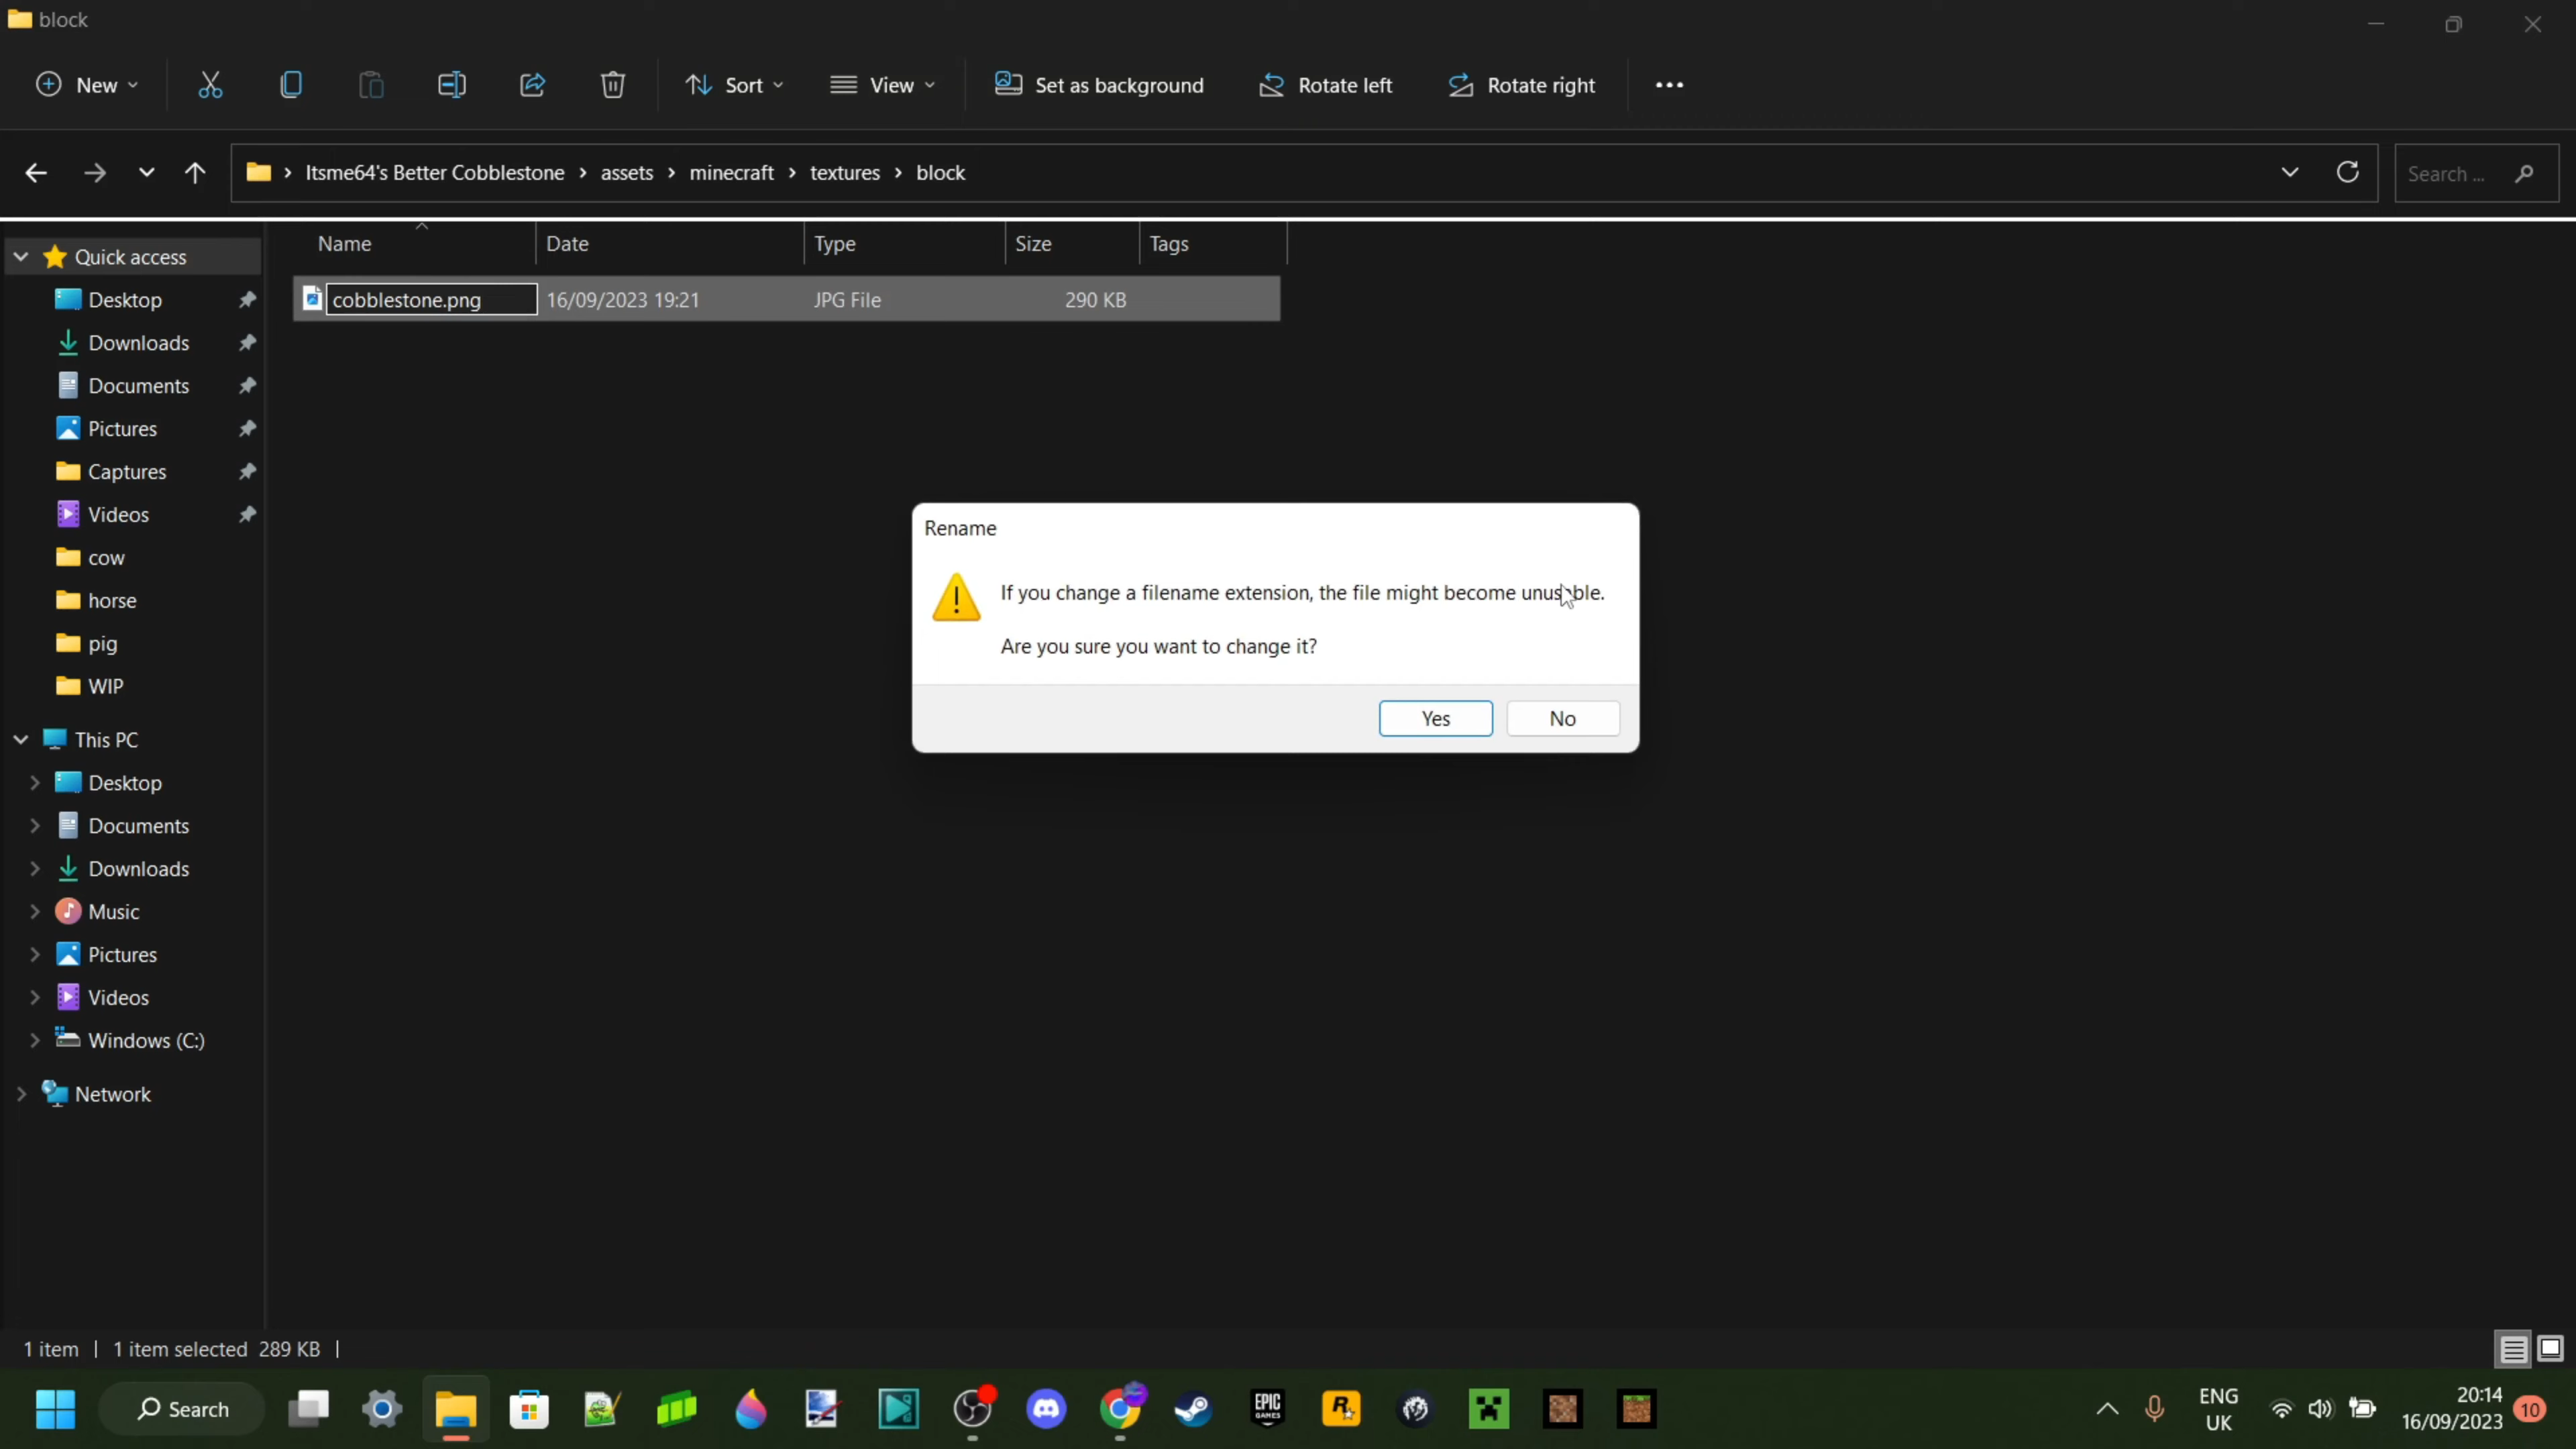 block
New
Sort
View
Set as background
Rotate left
Rotate right
Itsme64's Better Cobblestone > assets > minecraft > textures > block
Search ...
Name
Date
Type
Size
Tags
cobblestone.png
16/09/2023 19:21
JPG File
290 KB
Quick access
Desktop
Downloads
Documents
Pictures
Captures
Videos
cow
horse
pig
WIP
This PC
Desktop
Documents
Downloads
Music
Pictures
Videos
Windows (C:)
Network
Rename
If you change a filename extension, the file might become unusable.
Are you sure you want to change it?
Yes
No
1 item | 1 item selected 289 KB |
Search
EPIC
GAMES
R
ENG
UK
20:14
16/09/2023
10